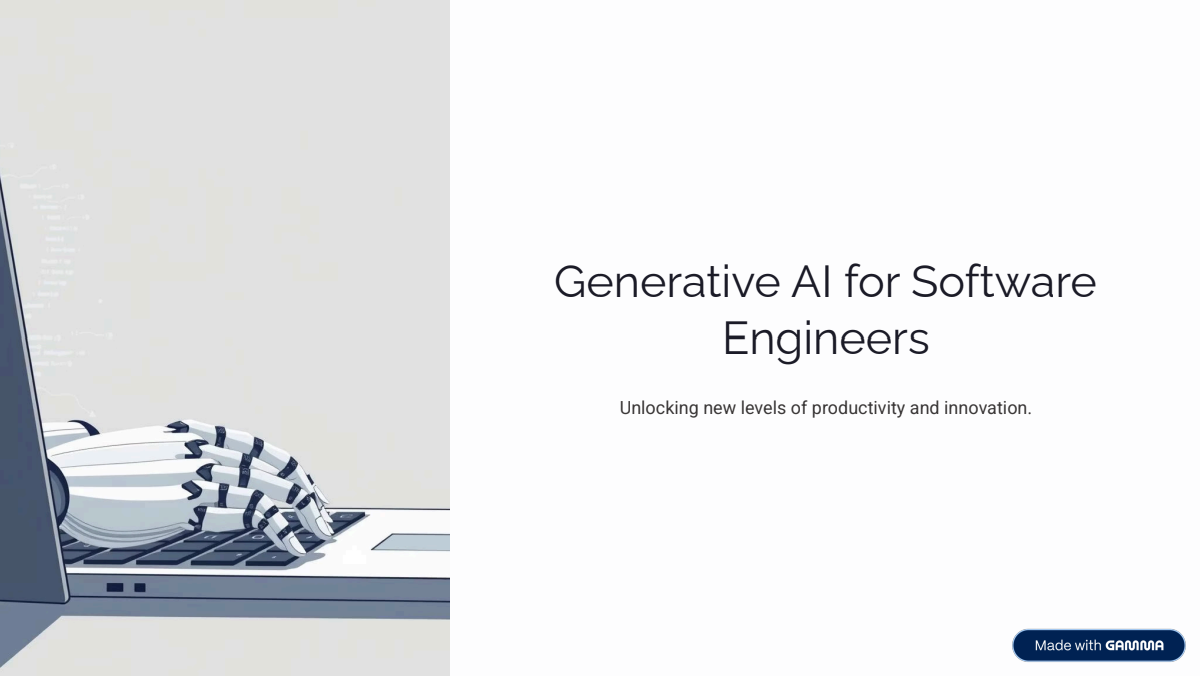 Generative AI for Software
Engineers
Unlocking new levels of productivity and innovation.
Made with GAMMA